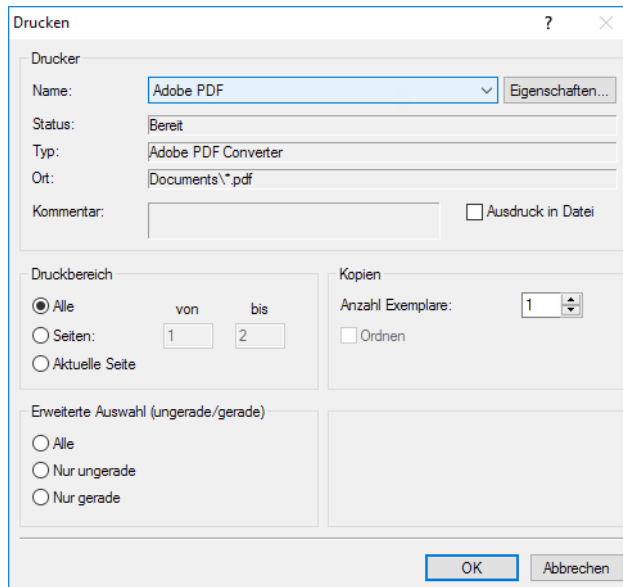 Drucken
Drucker
Name: Adobe PDF Eigenschaften...
Status: Bereit
Typ: Adobe PDF Converter
Ort: Documents\*.pdf
Kommentar: Ausdruck in Datei
Druckbereich
Alle von bis
Seiten: 1 2
Aktuelle Seite
Kopien
Anzahl Exemplare: 1
Ordnen
Erweiterte Auswahl (ungerade/gerade)
Alle
Nur ungerade
Nur gerade
OK Abbrechen